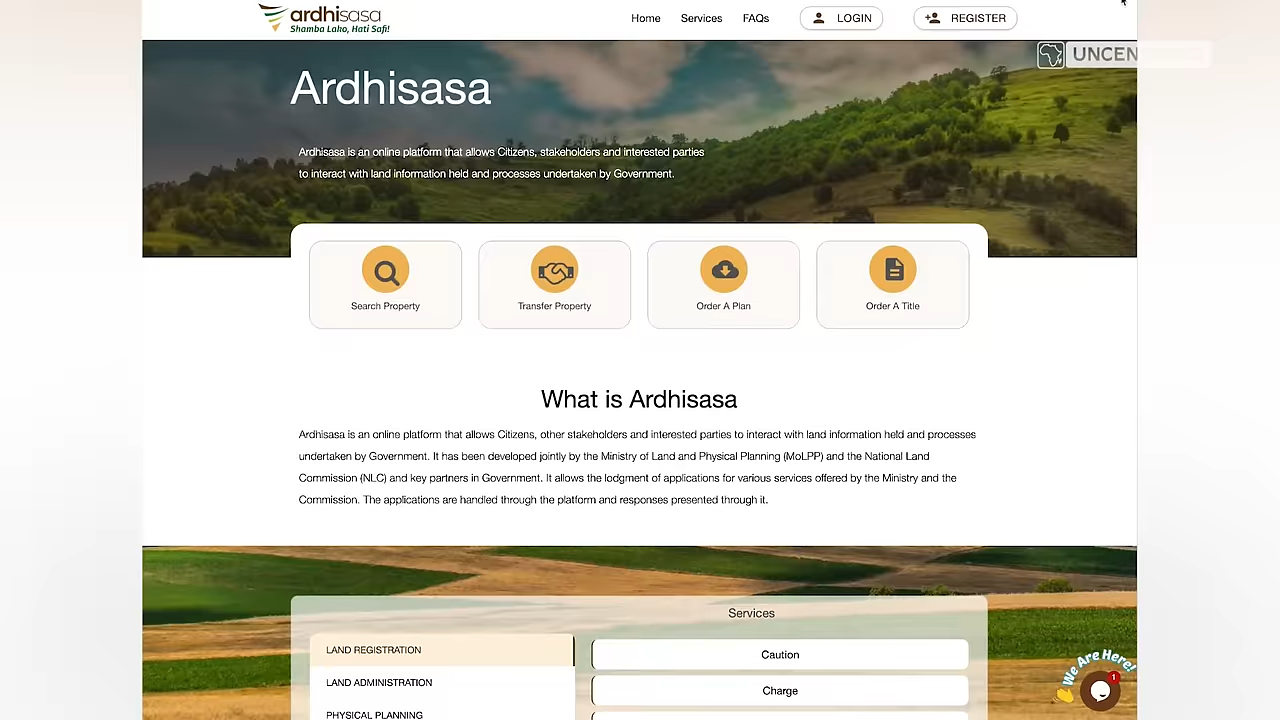 ardhisasa
Shamba Lako, Hati Safi!
Home
Services
FAQs
LOGIN
REGISTER
UNCEN
Ardhisasa
Ardhisasa is an online platform that allows Citizens, stakeholders and interested parties
to interact with land information held and processes undertaken by Government.
Search Property
Transfer Property
Order A Plan
Order A Title
What is Ardhisasa
Ardhisasa is an online platform that allows Citizens, other stakeholders and interested parties to interact with land information held and processes
undertaken by Government. It has been developed jointly by the Ministry of Land and Physical Planning (MoLPP) and the National Land
Commission (NLC) and key partners in Government. It allows the lodgment of applications for various services offered by the Ministry and the
Commission. The applications are handled through the platform and responses presented through it.
Services
LAND REGISTRATION
LAND ADMINISTRATION
PHYSICAL PLANNING
Caution
Charge
We Are Here!
1